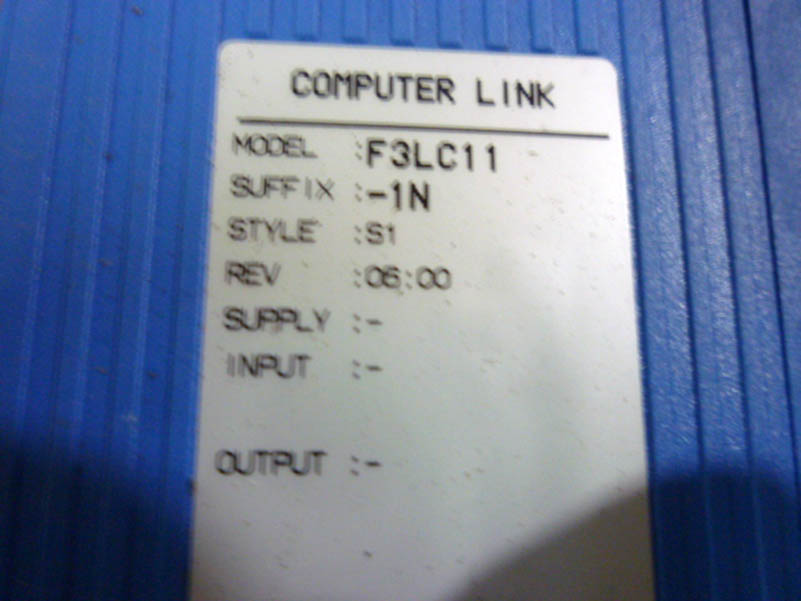 COMPUTER LINK
MODEL :F3LC11
SUFFIX :-1N
STYLE :S1
REV :06:00
SUPPLY :-
INPUT :-
OUTPUT :-